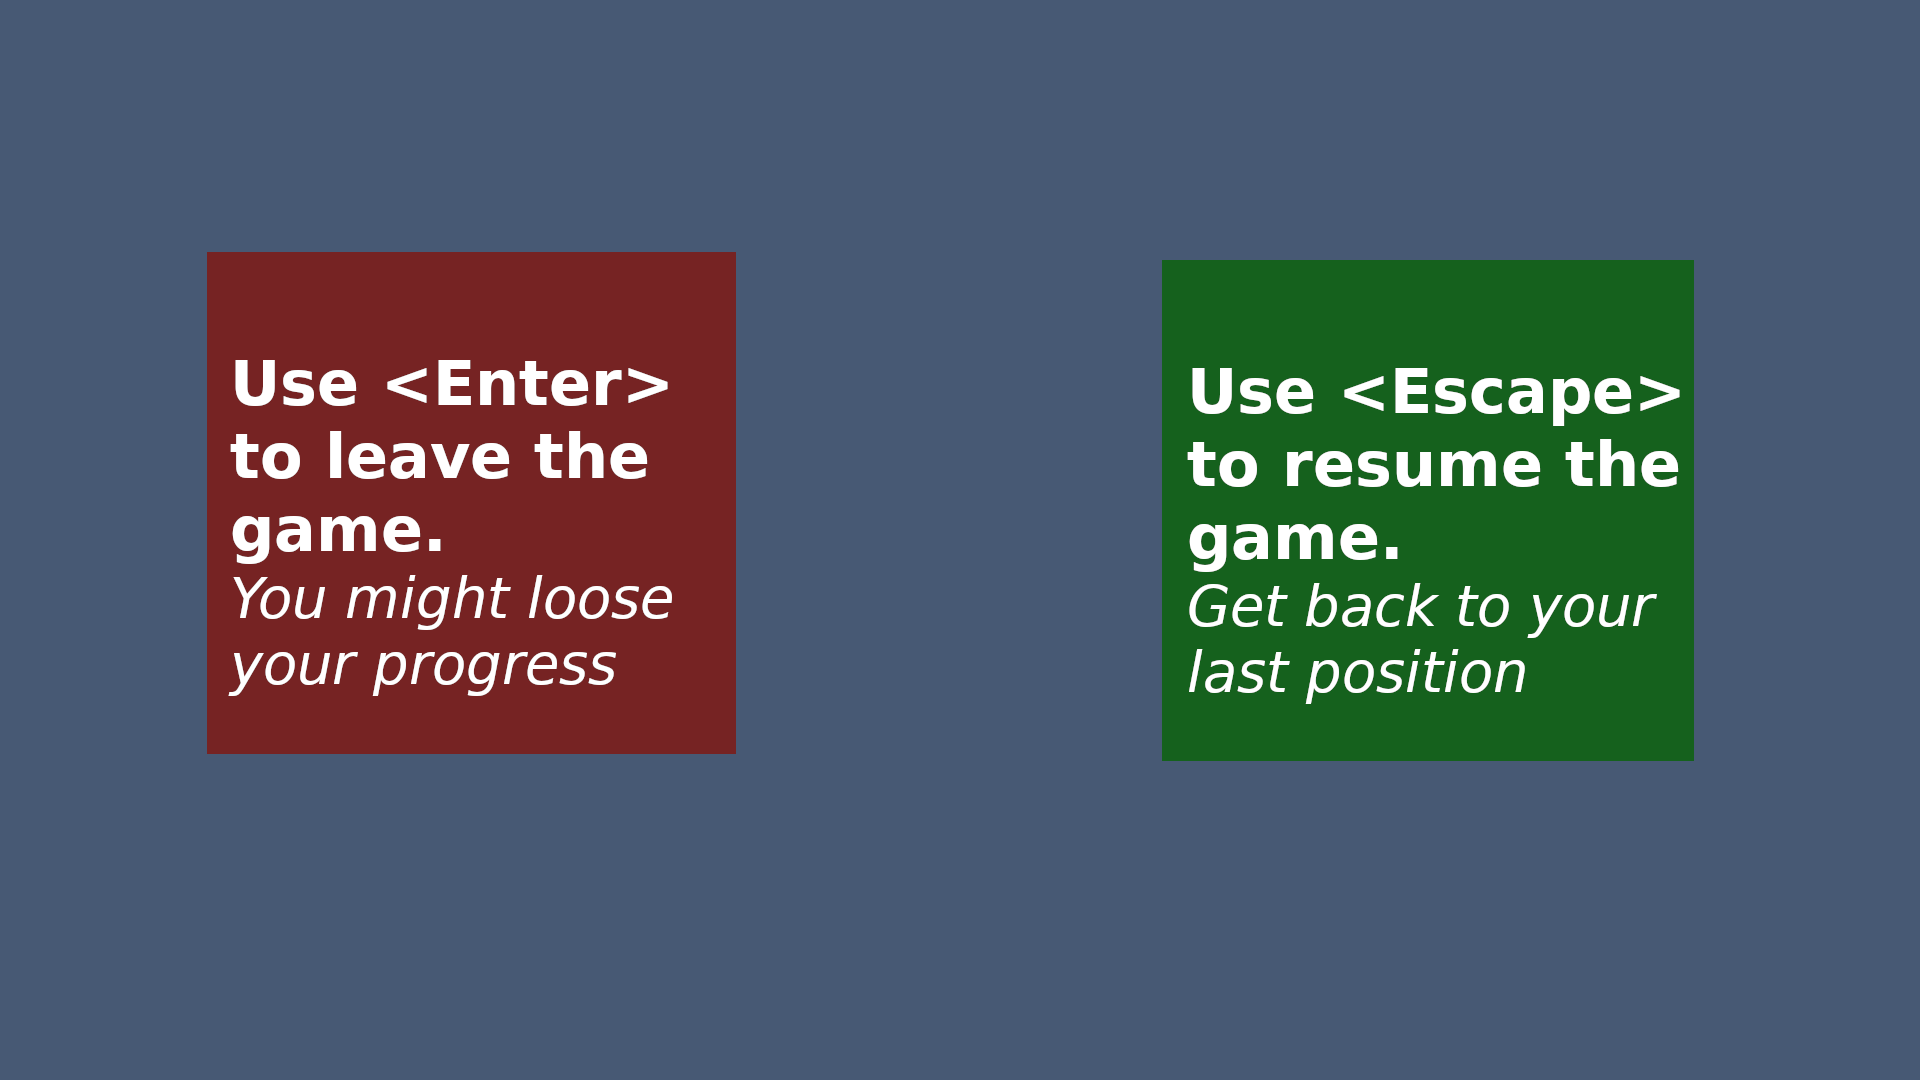 Use <Enter>
to leave the
game.
You might loose
your progress
Use <Escape>
to resume the
game.
Get back to your
last position